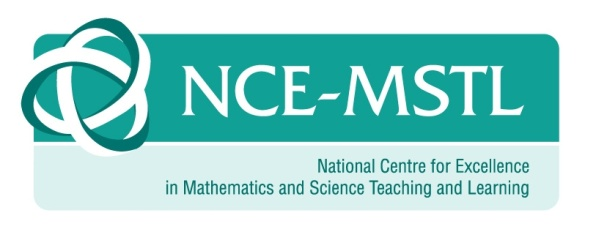 NCE-MSTL
National Centre for Excellence
in Mathematics and Science Teaching and Learning